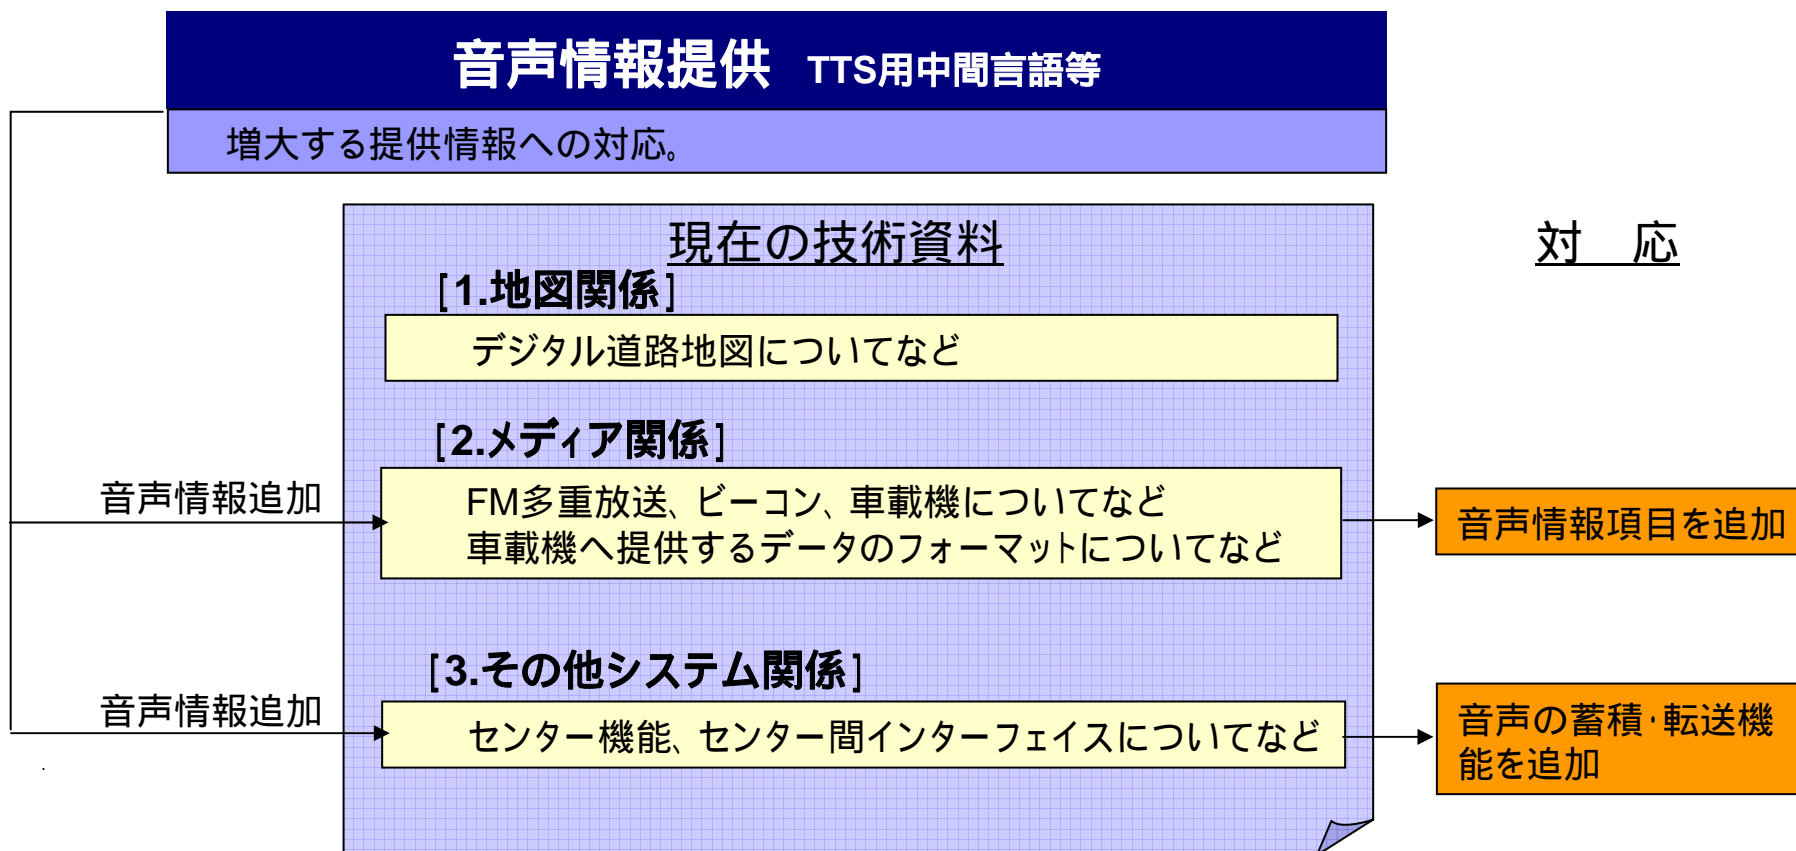 音声情報提供 TTS用中間言語等
増大する提供情報への対応。
現在の技術資料
対 応
[1.地図関係]
デジタル道路地図についてなど
[2.メディア関係]
音声情報追加
FM多重放送、ビーコン、車載機についてなど
車載機へ提供するデータのフォーマットについてなど
音声情報項目を追加
[3.その他システム関係]
音声情報追加
センター機能、センター間インターフェイスについてなど
音声の蓄積・転送機
能を追加